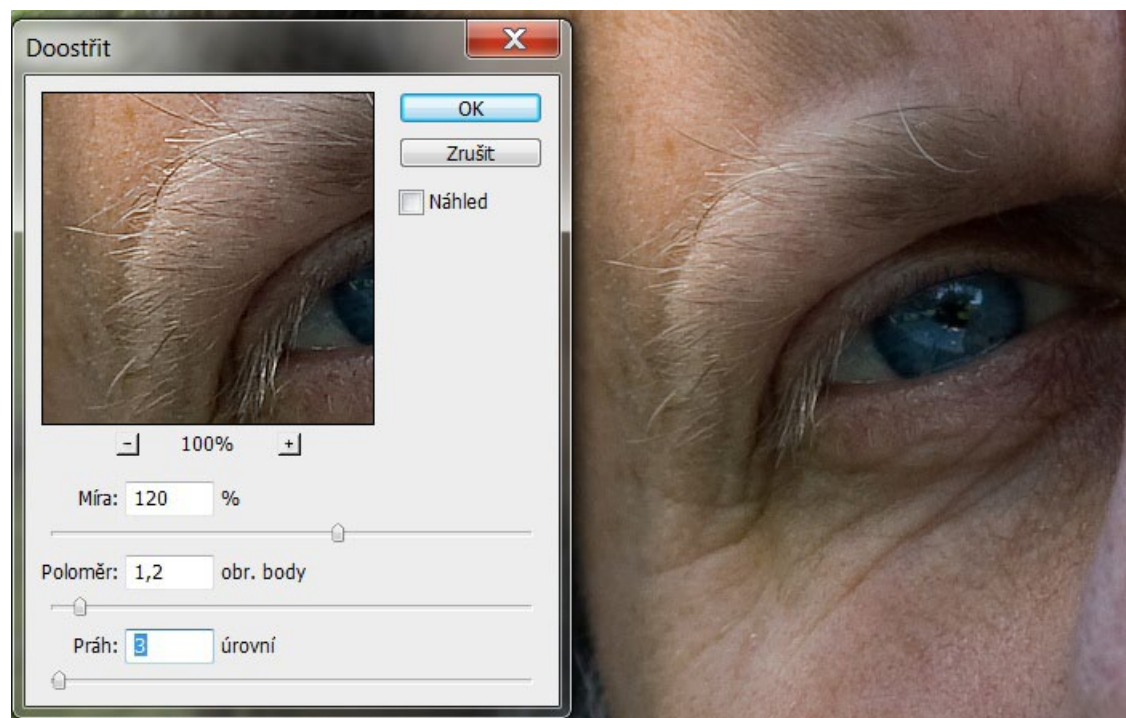 Doostřit
OK
Zrušit
Náhled
- 100% +
Míra: 120 %
Poloměr: 1,2 obr. body
Práh: 3 úrovní